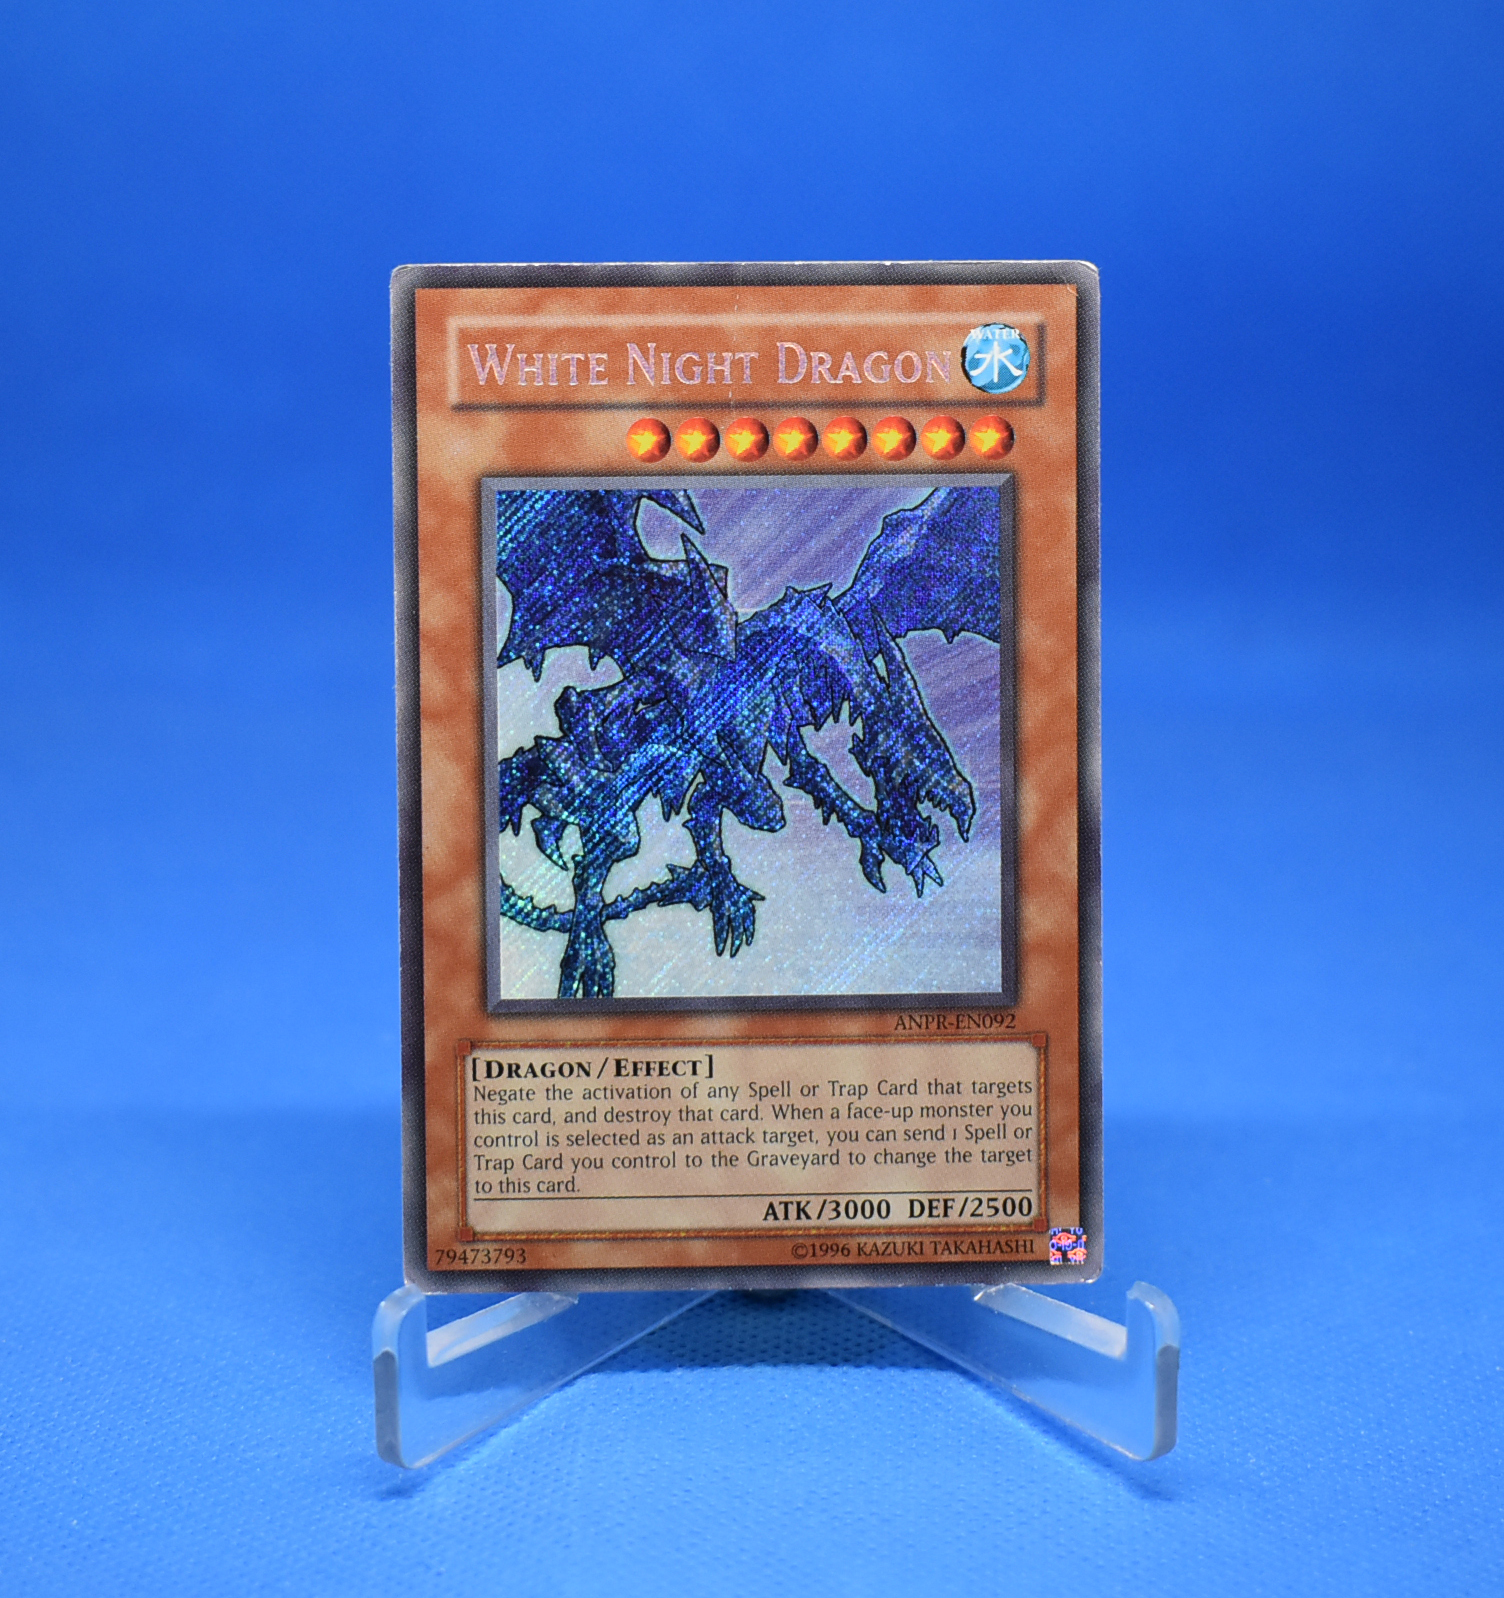 WHITE NIGHT DRAGON
WATER
水
ANPR-EN092
[DRAGON/EFFECT]
Negate the activation of any Spell or Trap Card that targets
this card, and destroy that card. When a face-up monster you
control is selected as an attack target, you can send 1 Spell or
Trap Card you control to the Graveyard to change the target
to this card.
ATK/3000 DEF/2500
79473793
©1996 KAZUKI TAKAHASHI